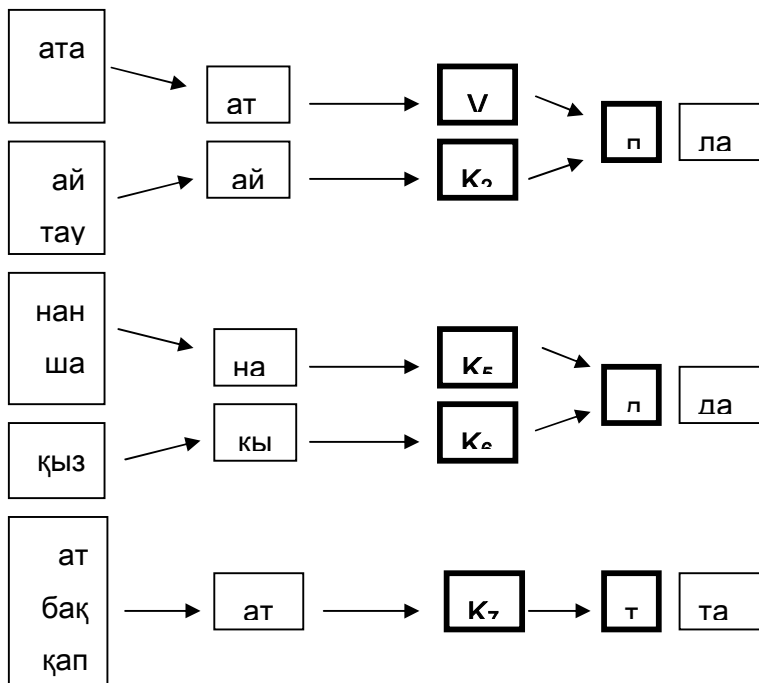 ата
ат
V
ла
ай
тау
ай
K₂
нан
ша
на
K₅
да
қыз
K₆
ат
бақ
қап
ат
K₇
т
та